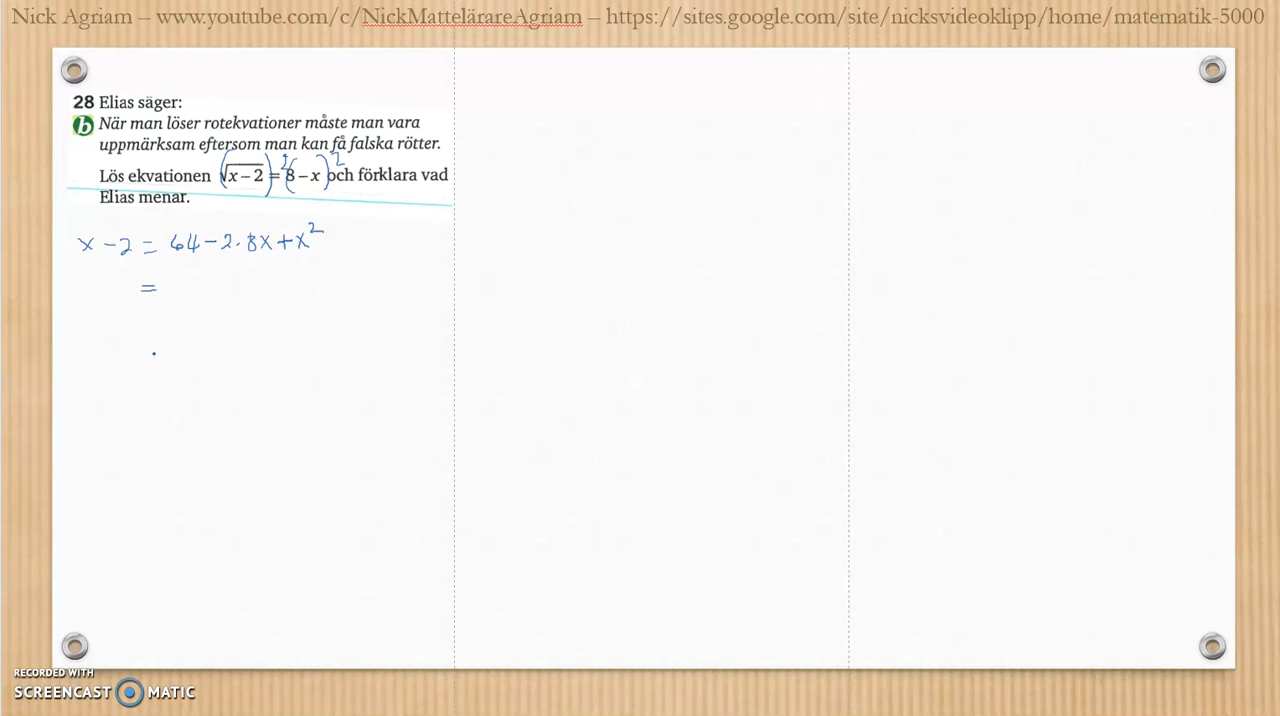 Nick Agriam – www.youtube.com/c/NickMattelärareAgriam – https://sites.google.com/site/nicksvideoklipp/home/matematik-5000
28 Elias säger:
b När man löser rotekvationer måste man vara
uppmärksam eftersom man kan få falska rötter.
Lös ekvationen (√x – 2)² = (8 – x)² och förklara vad
Elias menar.
x – 2 = 64 – 2·8x + x²
=
RECORDED WITH
SCREENCAST MATIC